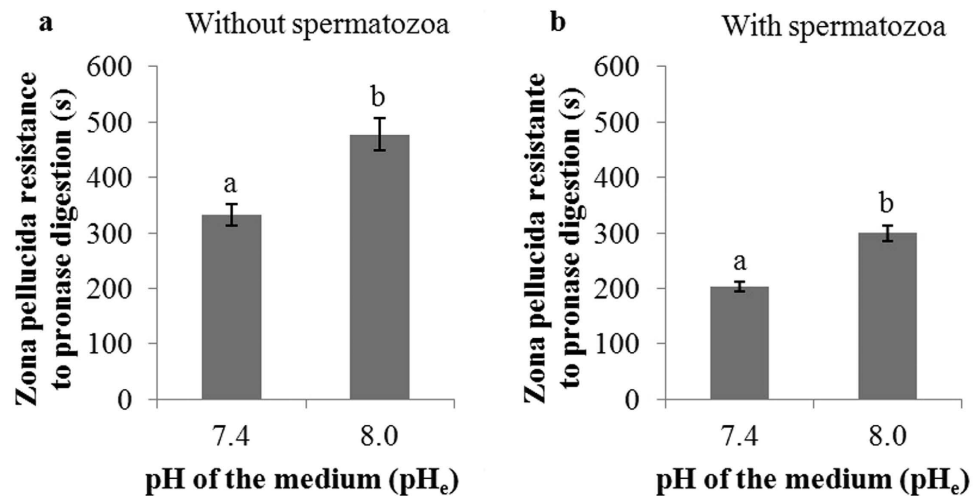 a
Without spermatozoa
Zona pellucida resistance
to pronase digestion (s)
600
500
400
300
200
100
0
a
b
7.4
8.0
pH of the medium (pHe)
b
With spermatozoa
Zona pellucida resistante
to pronase digestion (s)
600
500
400
300
200
100
0
a
b
7.4
8.0
pH of the medium (pHe)